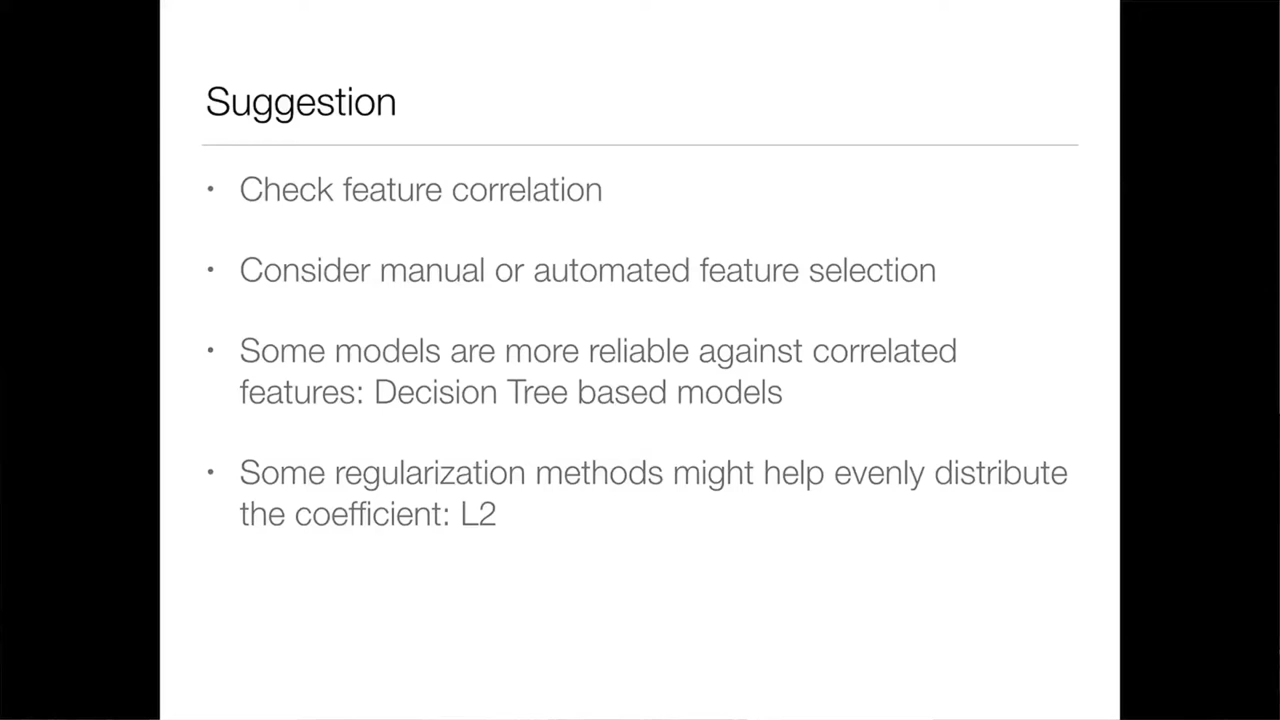 Suggestion
• Check feature correlation
• Consider manual or automated feature selection
• Some models are more reliable against correlated
features: Decision Tree based models
• Some regularization methods might help evenly distribute
the coefficient: L2